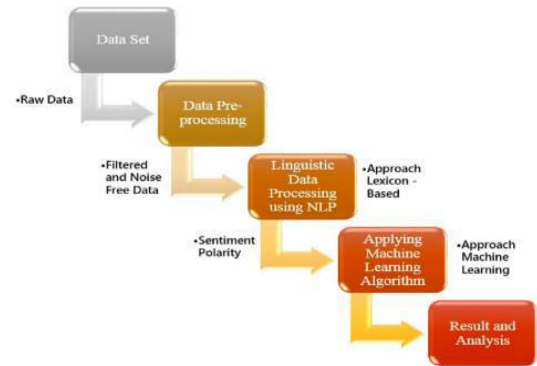 Data Set
•Raw Data
Data Pre-
processing
•Filtered
and Noise
Free Data
Linguistic
Data
Processing
using NLP
•Approach
Lexicon -
Based
•Sentiment
Polarity
Applying
Machine
Learning
Algorithm
•Approach
Machine
Learning
Result and
Analysis